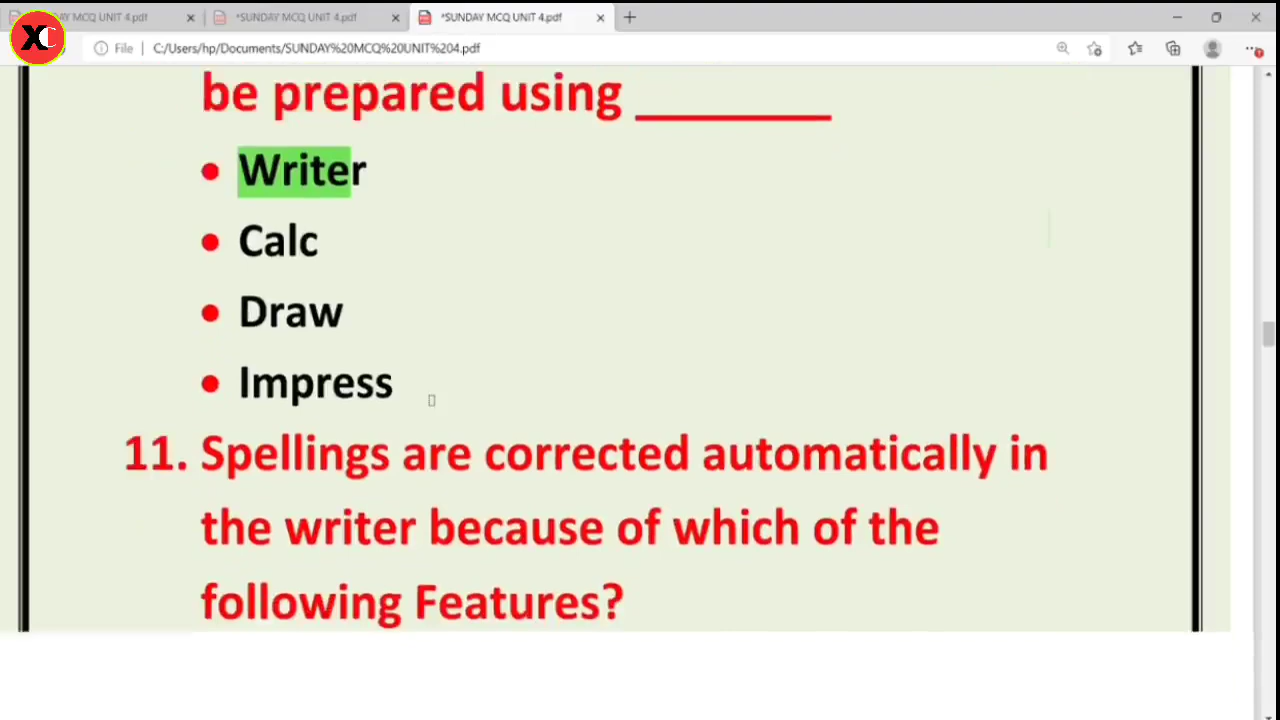 DAY MCQ UNIT 4.pdf
*SUNDAY MCQ UNIT 4.pdf
*SUNDAY MCQ UNIT 4.pdf
XC
File
C:/Users/hp/Documents/SUNDAY%20MCQ%20UNIT%204.pdf
be prepared using ________
• Writer
• Calc
• Draw
• Impress
11. Spellings are corrected automatically in
the writer because of which of the
following Features?